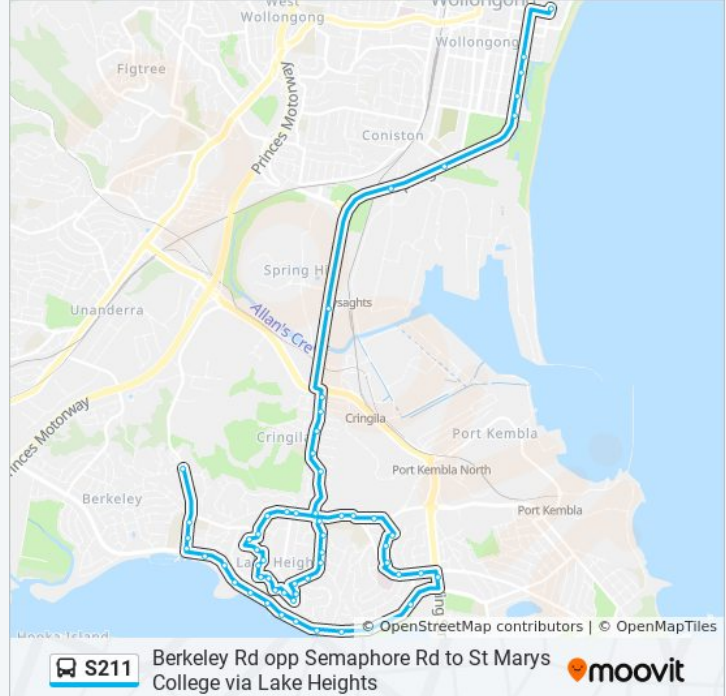 West
Wollongong
Wollongong
Wollongong
Figtree
Princes Motorway
Coniston
Spring Hi
ysaghts
Unanderra
Allan's Cre
Princes Motorway
Cringila
Cringila
Port Kembla
Port Kembla North
Berkeley
Port Kembla
Lake Height
Hooka Island
© OpenStreetMap contributors | © OpenMapTiles
S211
Berkeley Rd opp Semaphore Rd to St Marys
College via Lake Heights
moovit